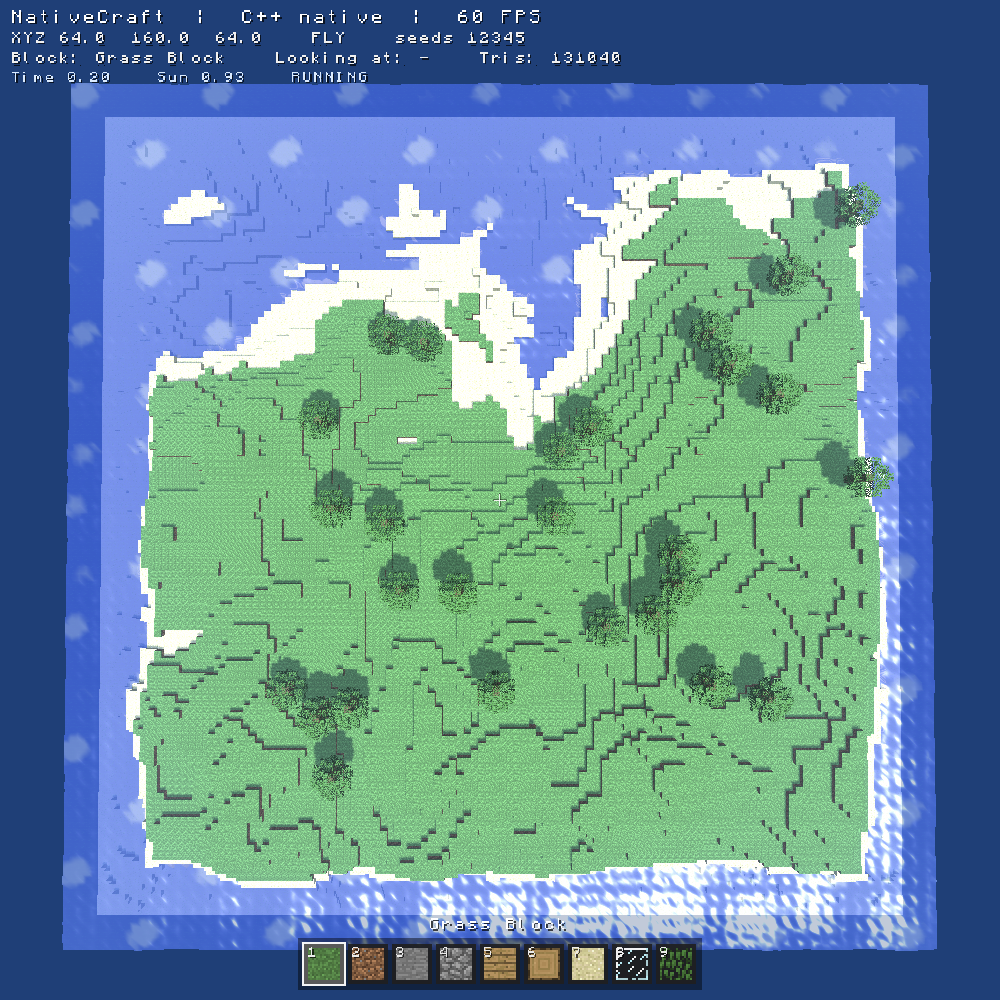 NativeCraft | C++ native | 60 FPS
XYZ 64.0 160.0 64.0 FLY seeds 12345
Block: Grass Block Looking at: - Tris: 131040
Time 0.20 Sun 0.93 RUNNING
Grass Block
1 2 3 4 5 6 7 8 9